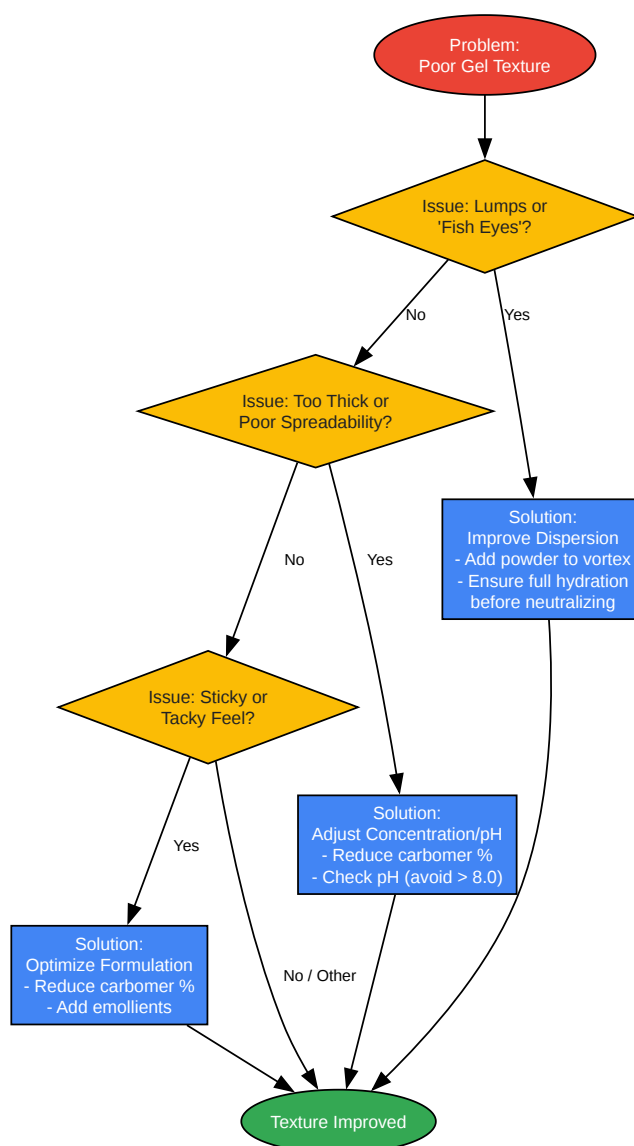 Problem:
Poor Gel Texture
Issue: Lumps or
'Fish Eyes'?
No
Yes
Issue: Too Thick or
Poor Spreadability?
Solution:
Improve Dispersion
- Add powder to vortex
- Ensure full hydration
before neutralizing
No
Yes
Issue: Sticky or
Tacky Feel?
Solution:
Adjust Concentration/pH
- Reduce carbomer %
- Check pH (avoid > 8.0)
Yes
Solution:
Optimize Formulation
- Reduce carbomer %
- Add emollients
No / Other
Texture Improved